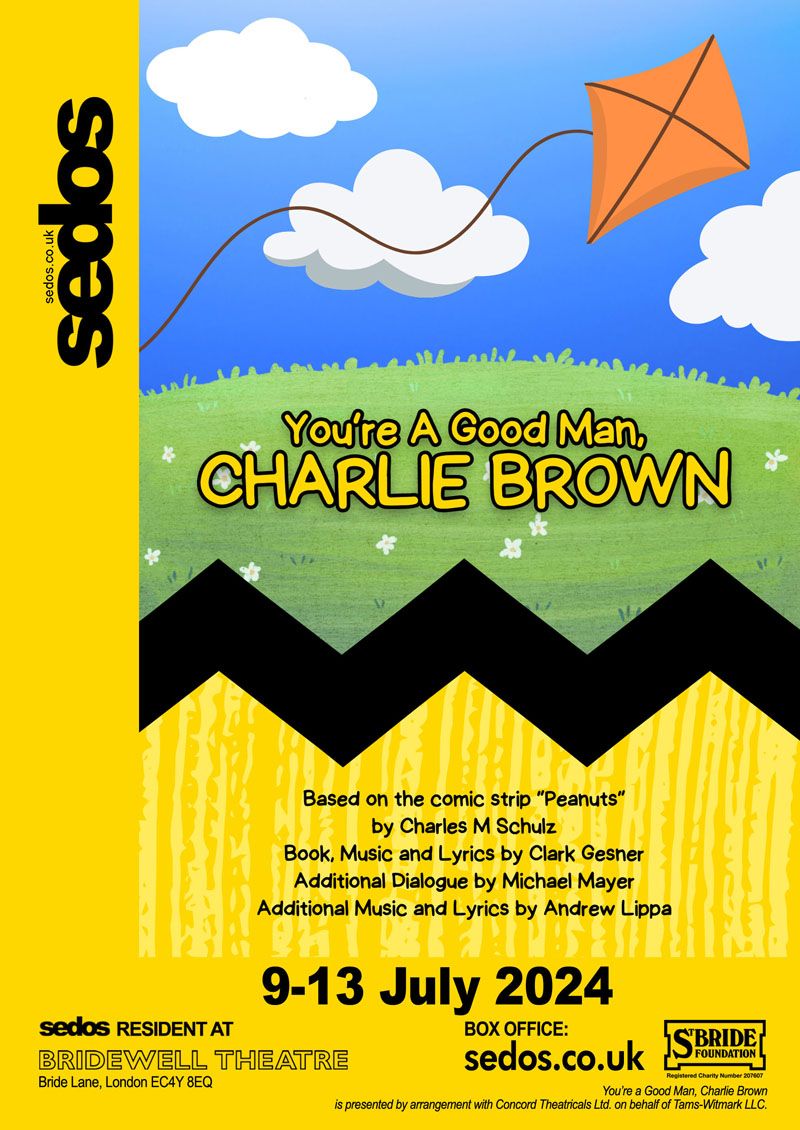 sedos
sedos.co.uk
You're A Good Man,
CHARLIE BROWN
Based on the comic strip "Peanuts"
by Charles M Schulz
Book, Music and Lyrics by Clark Gesner
Additional Dialogue by Michael Mayer
Additional Music and Lyrics by Andrew Lippa
9-13 July 2024
sedos RESIDENT AT
BRIDEWELL THEATRE
Bride Lane, London EC4Y 8EQ
BOX OFFICE:
sedos.co.uk
ST BRIDE
FOUNDATION
Registered Charity Number 207607
You're a Good Man, Charlie Brown
is presented by arrangement with Concord Theatricals Ltd. on behalf of Tams-Witmark LLC.